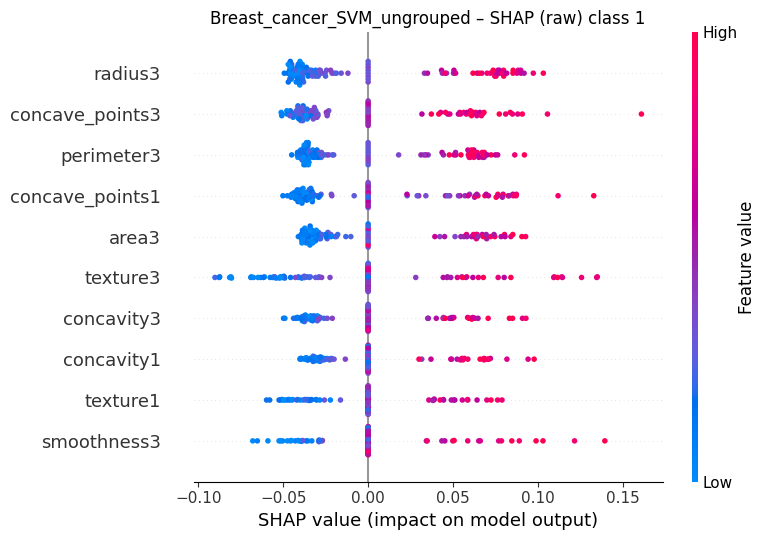 Breast_cancer_SVM_ungrouped – SHAP (raw) class 1
High
radius3
concave_points3
perimeter3
concave_points1
area3
texture3
concavity3
concavity1
texture1
smoothness3
Feature value
Low
−0.10 −0.05 0.00 0.05 0.10 0.15
SHAP value (impact on model output)